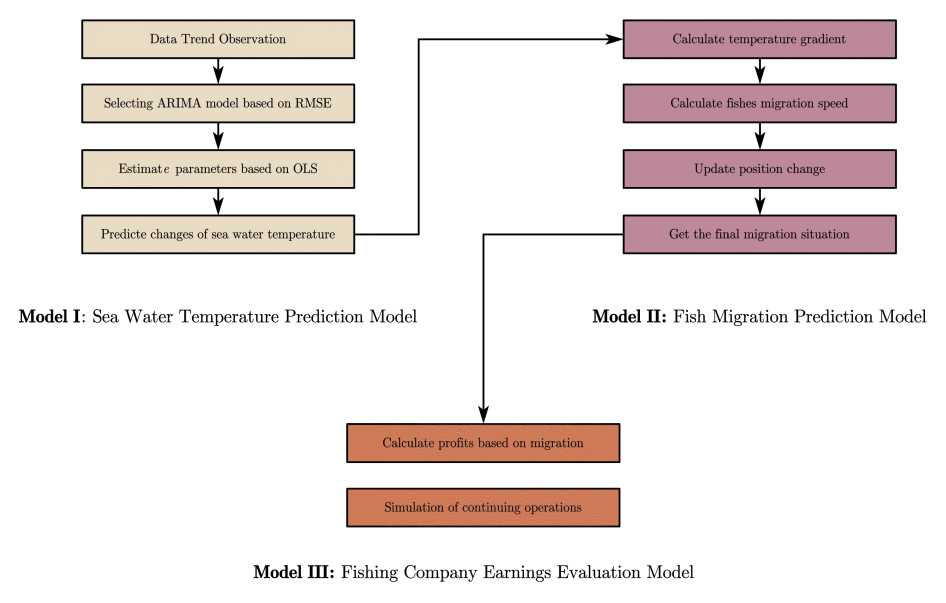 Data Trend Observation
Selecting ARIMA model based on RMSE
Estimate parameters based on OLS
Predicte changes of sea water temperature
Model I: Sea Water Temperature Prediction Model
Calculate temperature gradient
Calculate fishes migration speed
Update position change
Get the final migration situation
Model II: Fish Migration Prediction Model
Calculate profits based on migration
Simulation of continuing operations
Model III: Fishing Company Earnings Evaluation Model